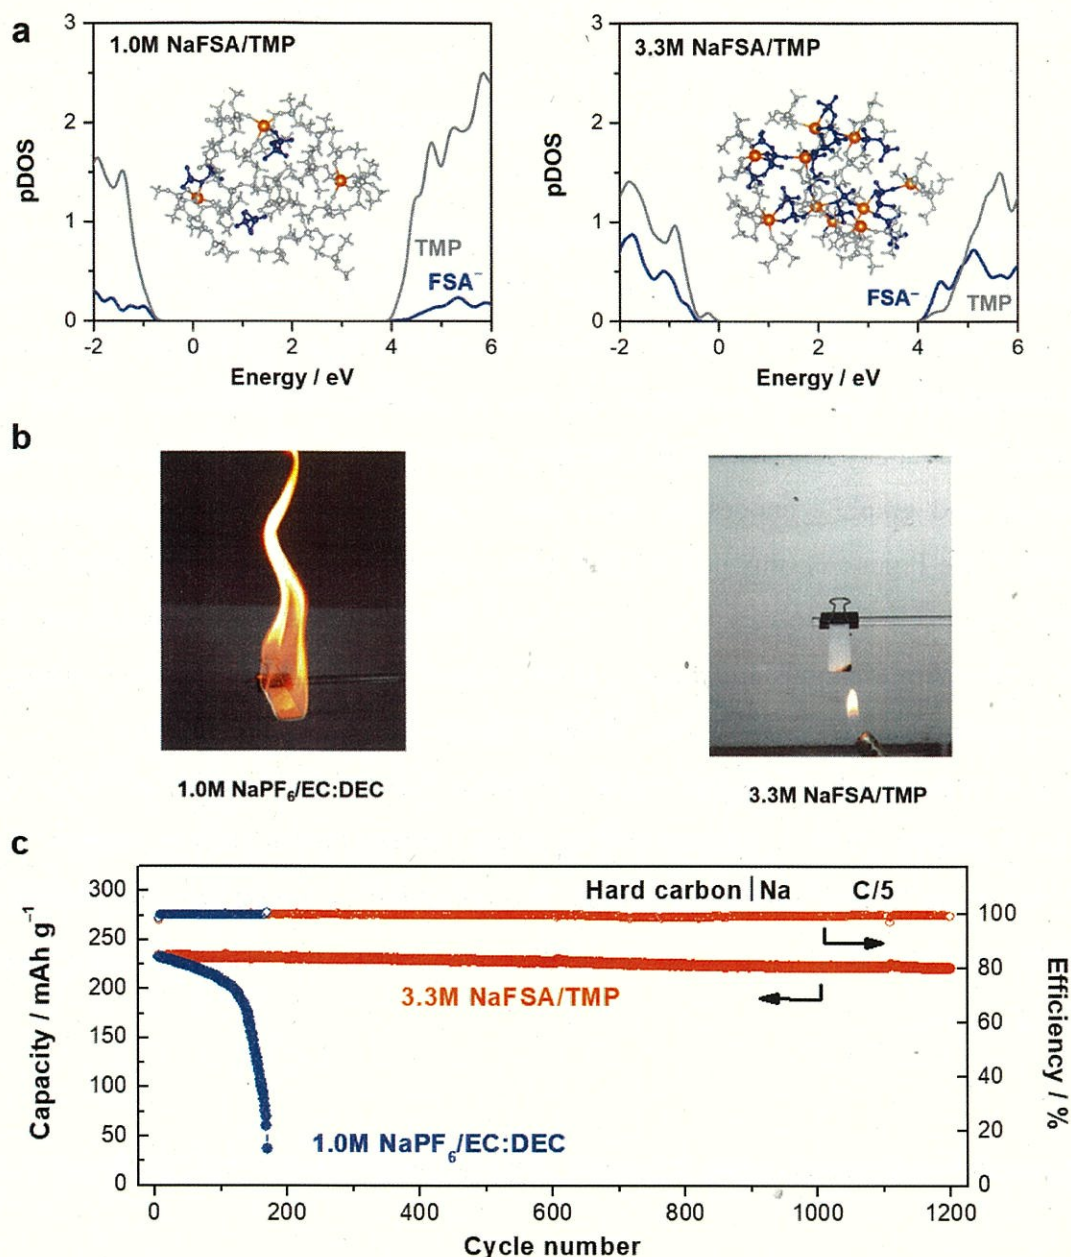 a
1.0M NaFSA/TMP
pDOS
3
2
1
0
TMP
FSA⁻
-2 0 2 4 6
Energy / eV
3.3M NaFSA/TMP
pDOS
3
2
1
0
FSA⁻
TMP
-2 0 2 4 6
Energy / eV
b
1.0M NaPF₆/EC:DEC
3.3M NaFSA/TMP
c
Capacity / mAh g⁻¹
300
250
200
150
100
50
0
Hard carbon | Na C/5
3.3M NaFSA/TMP
1.0M NaPF₆/EC:DEC
100
80
60
40
20
0
Efficiency / %
0 200 400 600 800 1000 1200
Cycle number